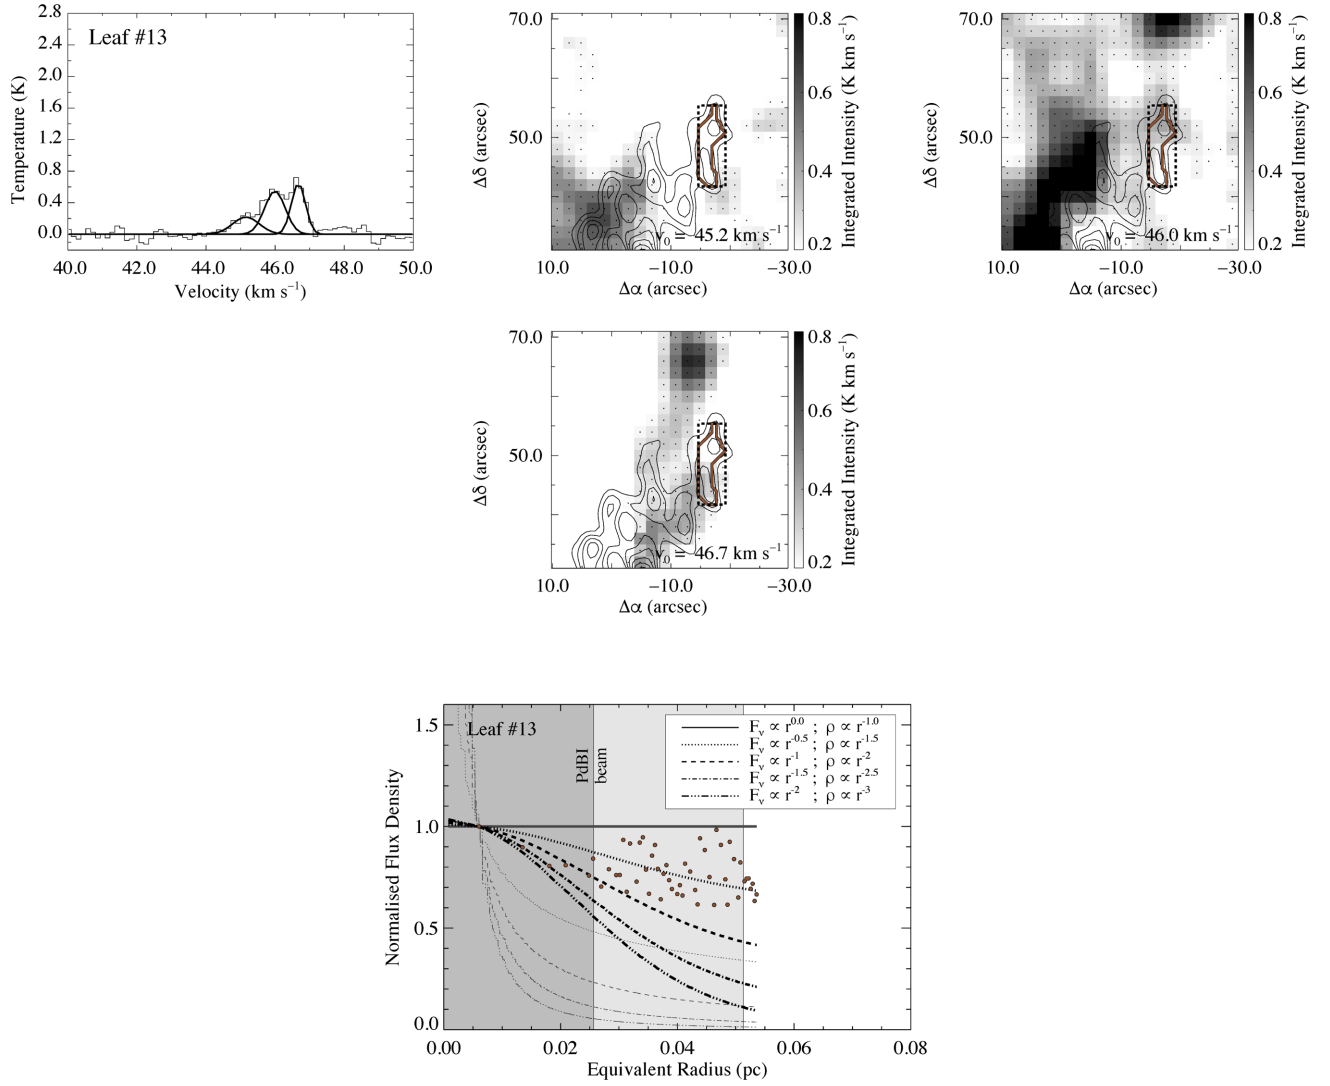 Leaf #13
Temperature (K)
2.8
2.4
2.0
1.6
1.2
0.8
0.4
0.0
40.0 42.0 44.0 46.0 48.0 50.0
Velocity (km s⁻¹)
Δδ (arcsec)
70.0
50.0
v₀ = 45.2 km s⁻¹
10.0 −10.0 −30.0
Δα (arcsec)
0.8
0.6
0.4
0.2
Integrated Intensity (K km s⁻¹)
Δδ (arcsec)
70.0
50.0
v₀ = 46.0 km s⁻¹
10.0 −10.0 −30.0
Δα (arcsec)
0.8
0.6
0.4
0.2
Integrated Intensity (K km s⁻¹)
Δδ (arcsec)
70.0
50.0
v₀ = 46.7 km s⁻¹
10.0 −10.0 −30.0
Δα (arcsec)
0.8
0.6
0.4
0.2
Integrated Intensity (K km s⁻¹)
Leaf #13
PdBI
beam
F_ν ∝ r^0.0 ; ρ ∝ r^-1.0
F_ν ∝ r^-0.5 ; ρ ∝ r^-1.5
F_ν ∝ r^-1 ; ρ ∝ r^-2
F_ν ∝ r^-1.5 ; ρ ∝ r^-2.5
F_ν ∝ r^-2 ; ρ ∝ r^-3
Normalised Flux Density
1.5
1.0
0.5
0.0
0.00 0.02 0.04 0.06 0.08
Equivalent Radius (pc)